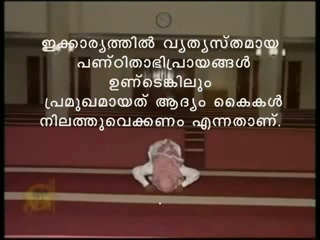 ഇക്കാര്യത്തിൽ വ്യത്യസ്തമായ
പണ്ഠിതാഭിപ്രായങ്ങൾ
ഉണ്ടെങ്കിലും
പ്രമുഖമായത് ആദ്യം കൈകൾ
നിലത്തുവെക്കണം എന്നതാണ്.